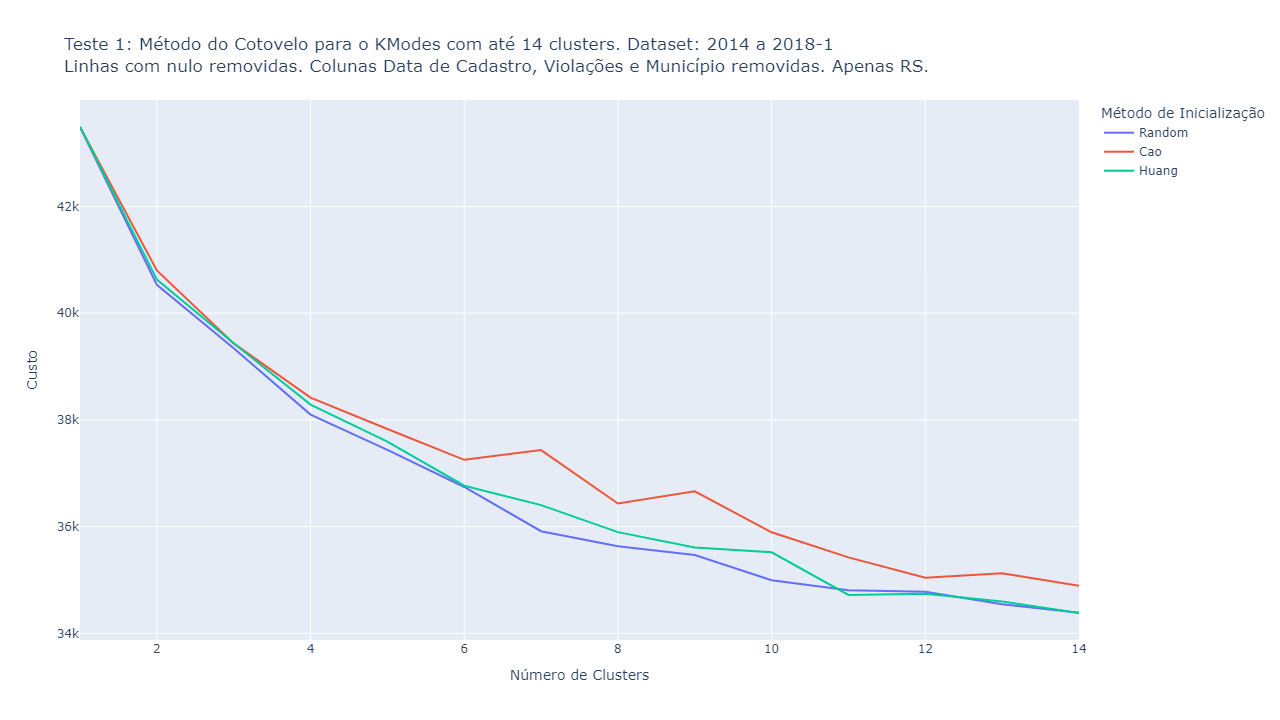 Teste 1: Método do Cotovelo para o KModes com até 14 clusters. Dataset: 2014 a 2018-1
Linhas com nulo removidas. Colunas Data de Cadastro, Violações e Município removidas. Apenas RS.
Método de Inicialização
Random
Cao
Huang
42k
40k
38k
36k
34k
Custo
2
4
6
8
10
12
14
Número de Clusters